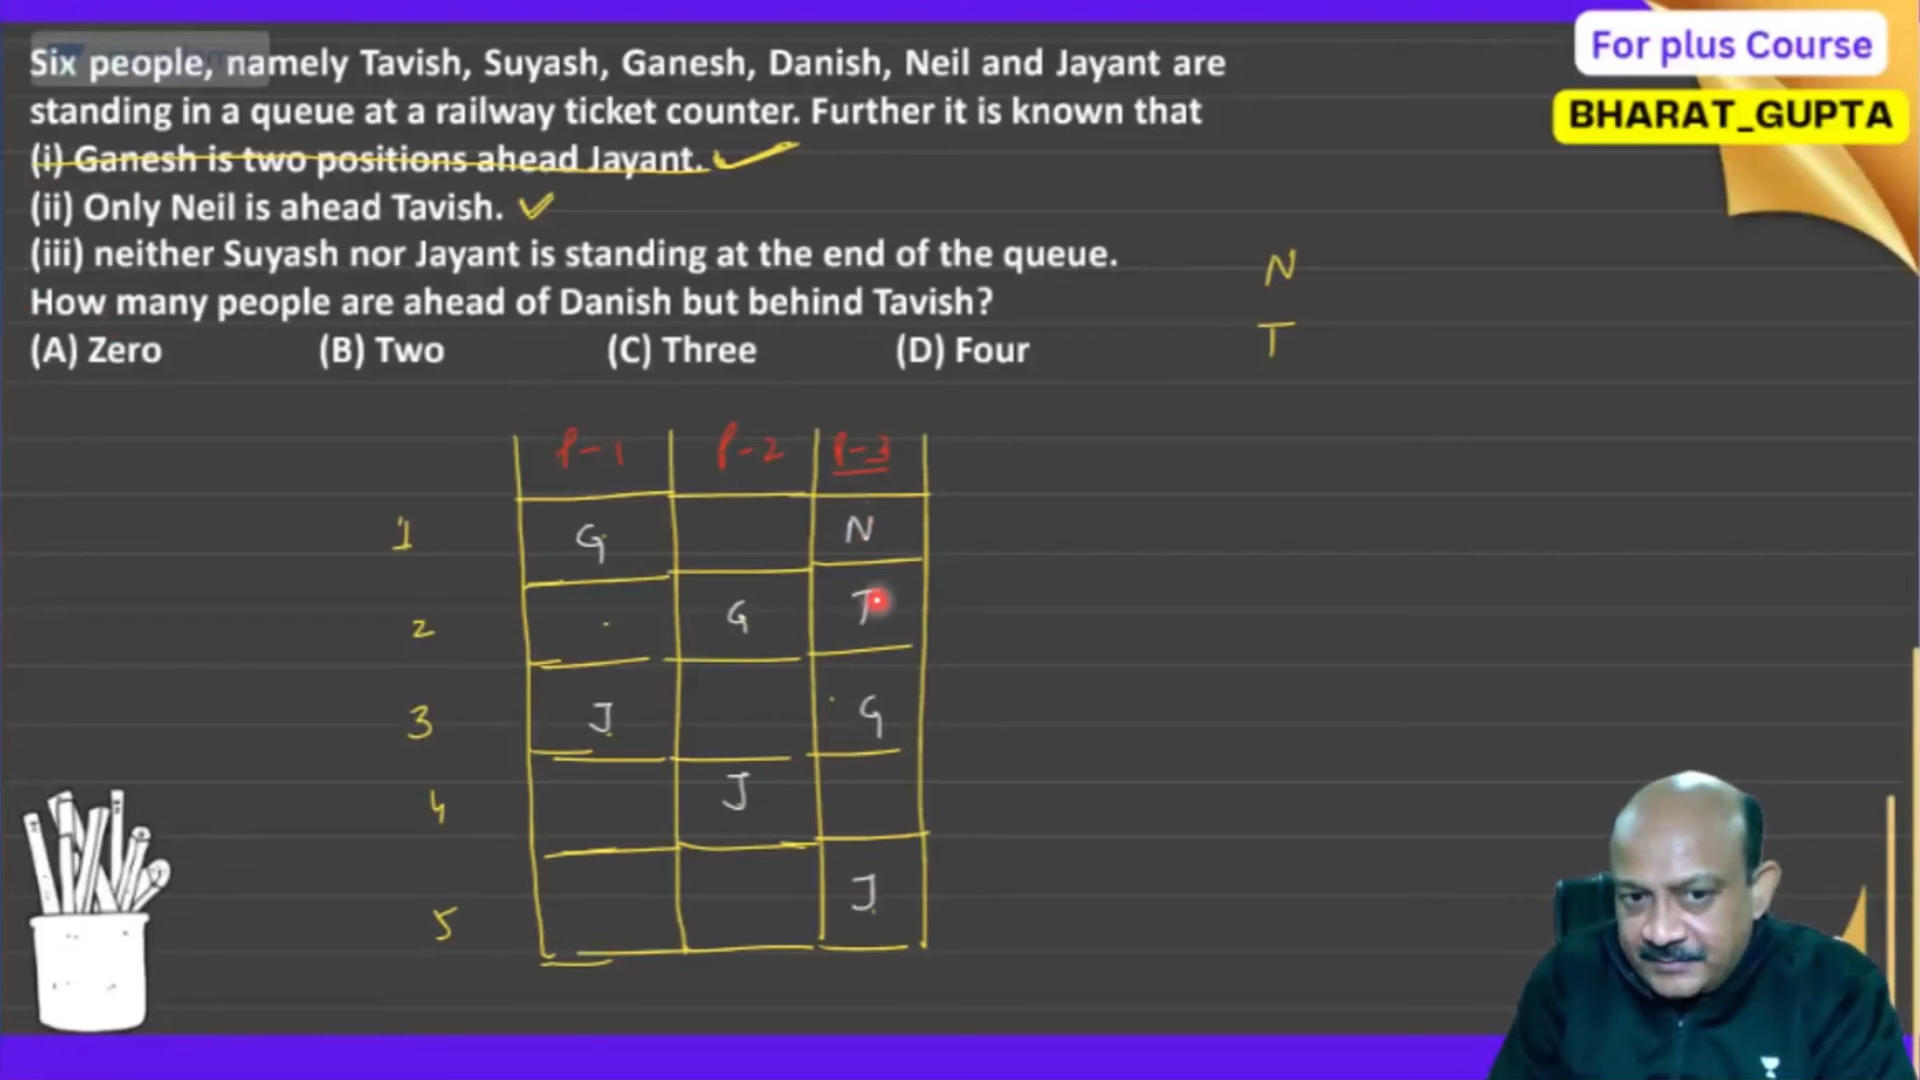 For plus Course
BHARAT_GUPTA
Six people, namely Tavish, Suyash, Ganesh, Danish, Neil and Jayant are
standing in a queue at a railway ticket counter. Further it is known that
(i) Ganesh is two positions ahead Jayant.
(ii) Only Neil is ahead Tavish.
(iii) neither Suyash nor Jayant is standing at the end of the queue.
How many people are ahead of Danish but behind Tavish?
(A) Zero (B) Two (C) Three (D) Four
N
T
P-1 P-2 P-3
1 G N
2 G T
3 J G
4 J
5 J